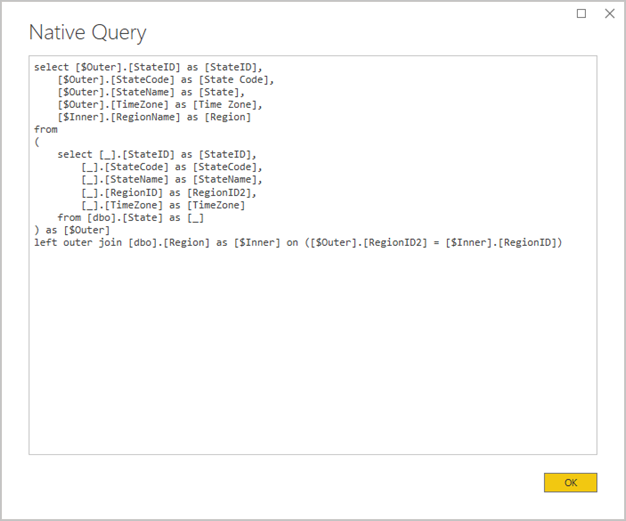 Native Query
select [$Outer].[StateID] as [StateID],
    [$Outer].[StateCode] as [State Code],
    [$Outer].[StateName] as [State],
    [$Outer].[TimeZone] as [Time Zone],
    [$Inner].[RegionName] as [Region]
from
(
    select [_].[StateID] as [StateID],
        [_].[StateCode] as [StateCode],
        [_].[StateName] as [StateName],
        [_].[RegionID] as [RegionID2],
        [_].[TimeZone] as [TimeZone]
    from [dbo].[State] as [_]
) as [$Outer]
left outer join [dbo].[Region] as [$Inner] on ([$Outer].[RegionID2] = [$Inner].[RegionID])
OK